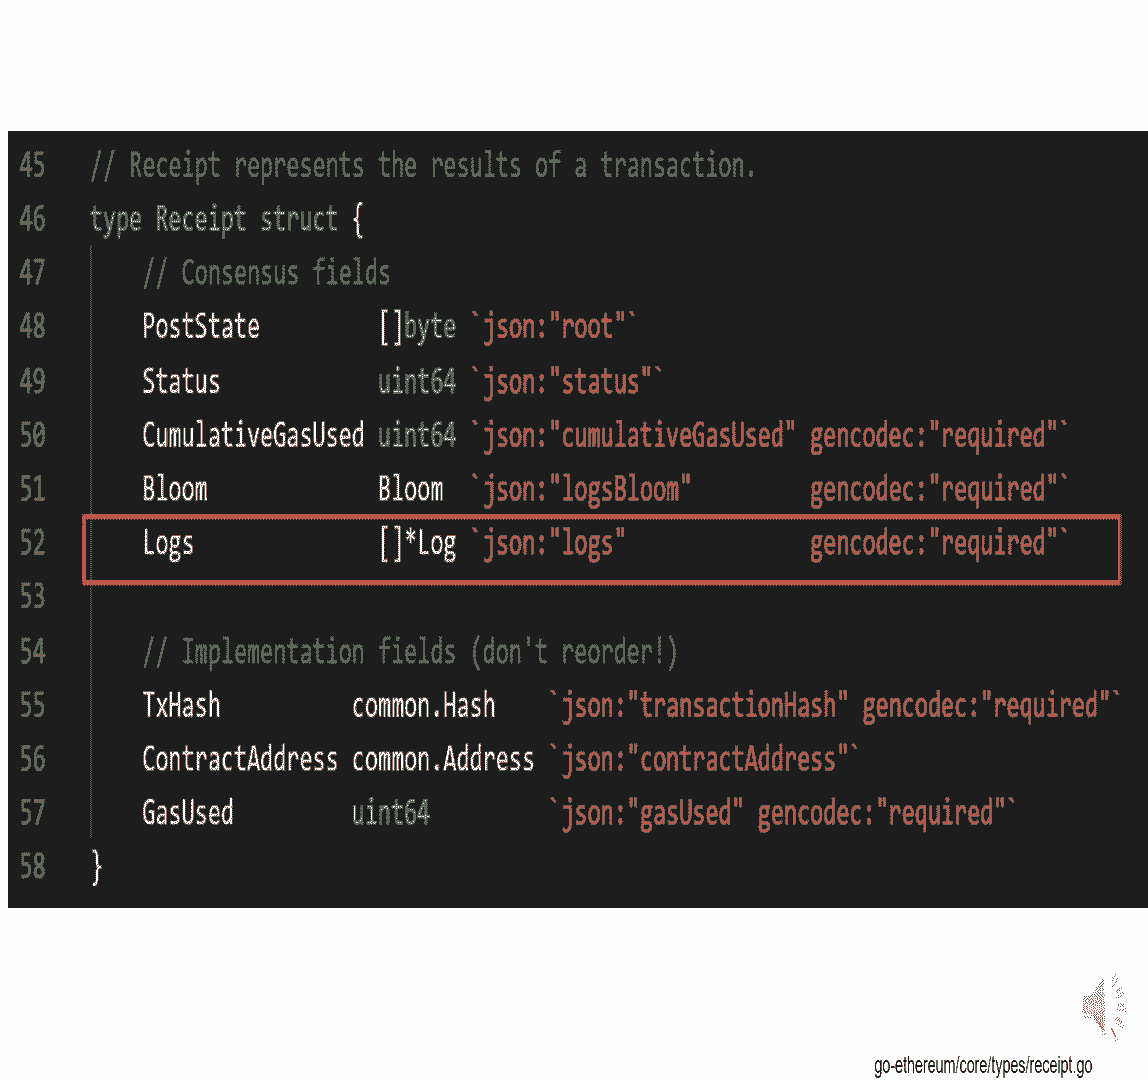 45 // Receipt represents the results of a transaction.
46 type Receipt struct {
47 // Consensus fields
48 PostState []byte `json:"root"`
49 Status uint64 `json:"status"`
50 CumulativeGasUsed uint64 `json:"cumulativeGasUsed" gencodec:"required"`
51 Bloom Bloom `json:"logsBloom" gencodec:"required"`
52 Logs []*Log `json:"logs" gencodec:"required"`
53
54 // Implementation fields (don't reorder!)
55 TxHash common.Hash `json:"transactionHash" gencodec:"required"`
56 ContractAddress common.Address `json:"contractAddress"`
57 GasUsed uint64 `json:"gasUsed" gencodec:"required"`
58 }
go-ethereum/core/types/receipt.go